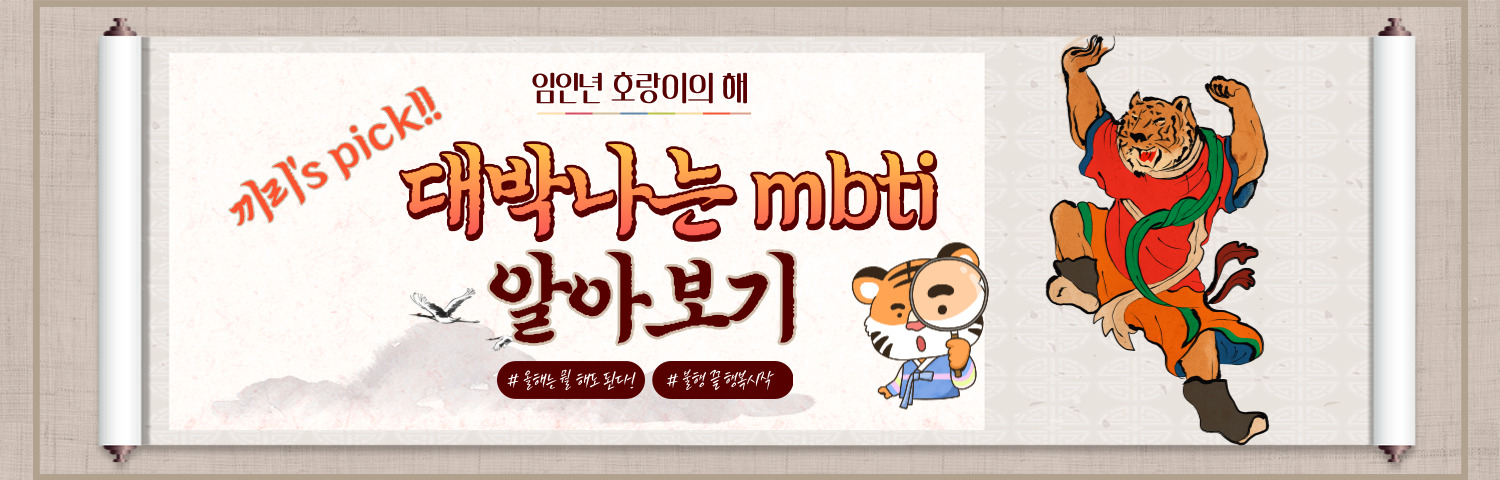 임인년 호랑이의 해
끼리's pick!!
대박나는 mbti
알아보기
# 올해는 뭘 해도 된다!
# 불행 끝 행복시작